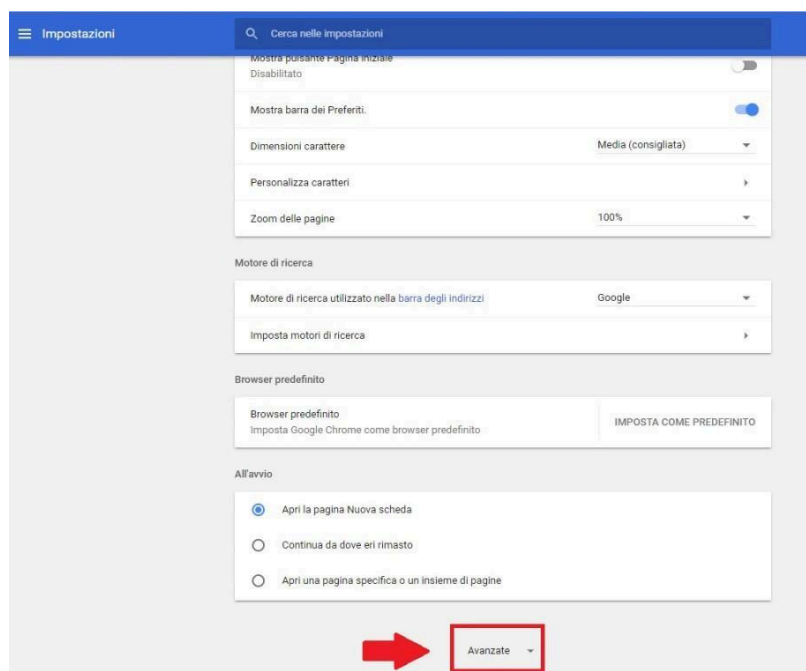 Impostazioni
Cerca nelle impostazioni
Mostra pulsante Pagina iniziale
Disabilitato
Mostra barra dei Preferiti.
Dimensioni carattere
Media (consigliata)
Personalizza caratteri
Zoom delle pagine
100%
Motore di ricerca
Motore di ricerca utilizzato nella barra degli indirizzi
Google
Imposta motori di ricerca
Browser predefinito
Browser predefinito
Imposta Google Chrome come browser predefinito
IMPOSTA COME PREDEFINITO
All'avvio
Apri la pagina Nuova scheda
Continua da dove eri rimasto
Apri una pagina specifica o un insieme di pagine
Avanzate